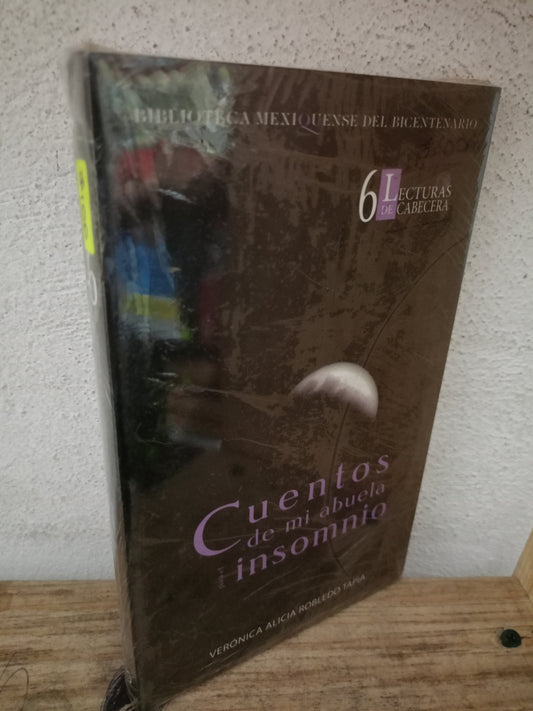 BIBLIOTECA MEXIQUENSE DEL BICENTENARIO
6 LECTURAS
DE CABECERA
Cuentos
de mi abuela
insomnio
VERÓNICA ALICIA ROBLEDO TAPIA